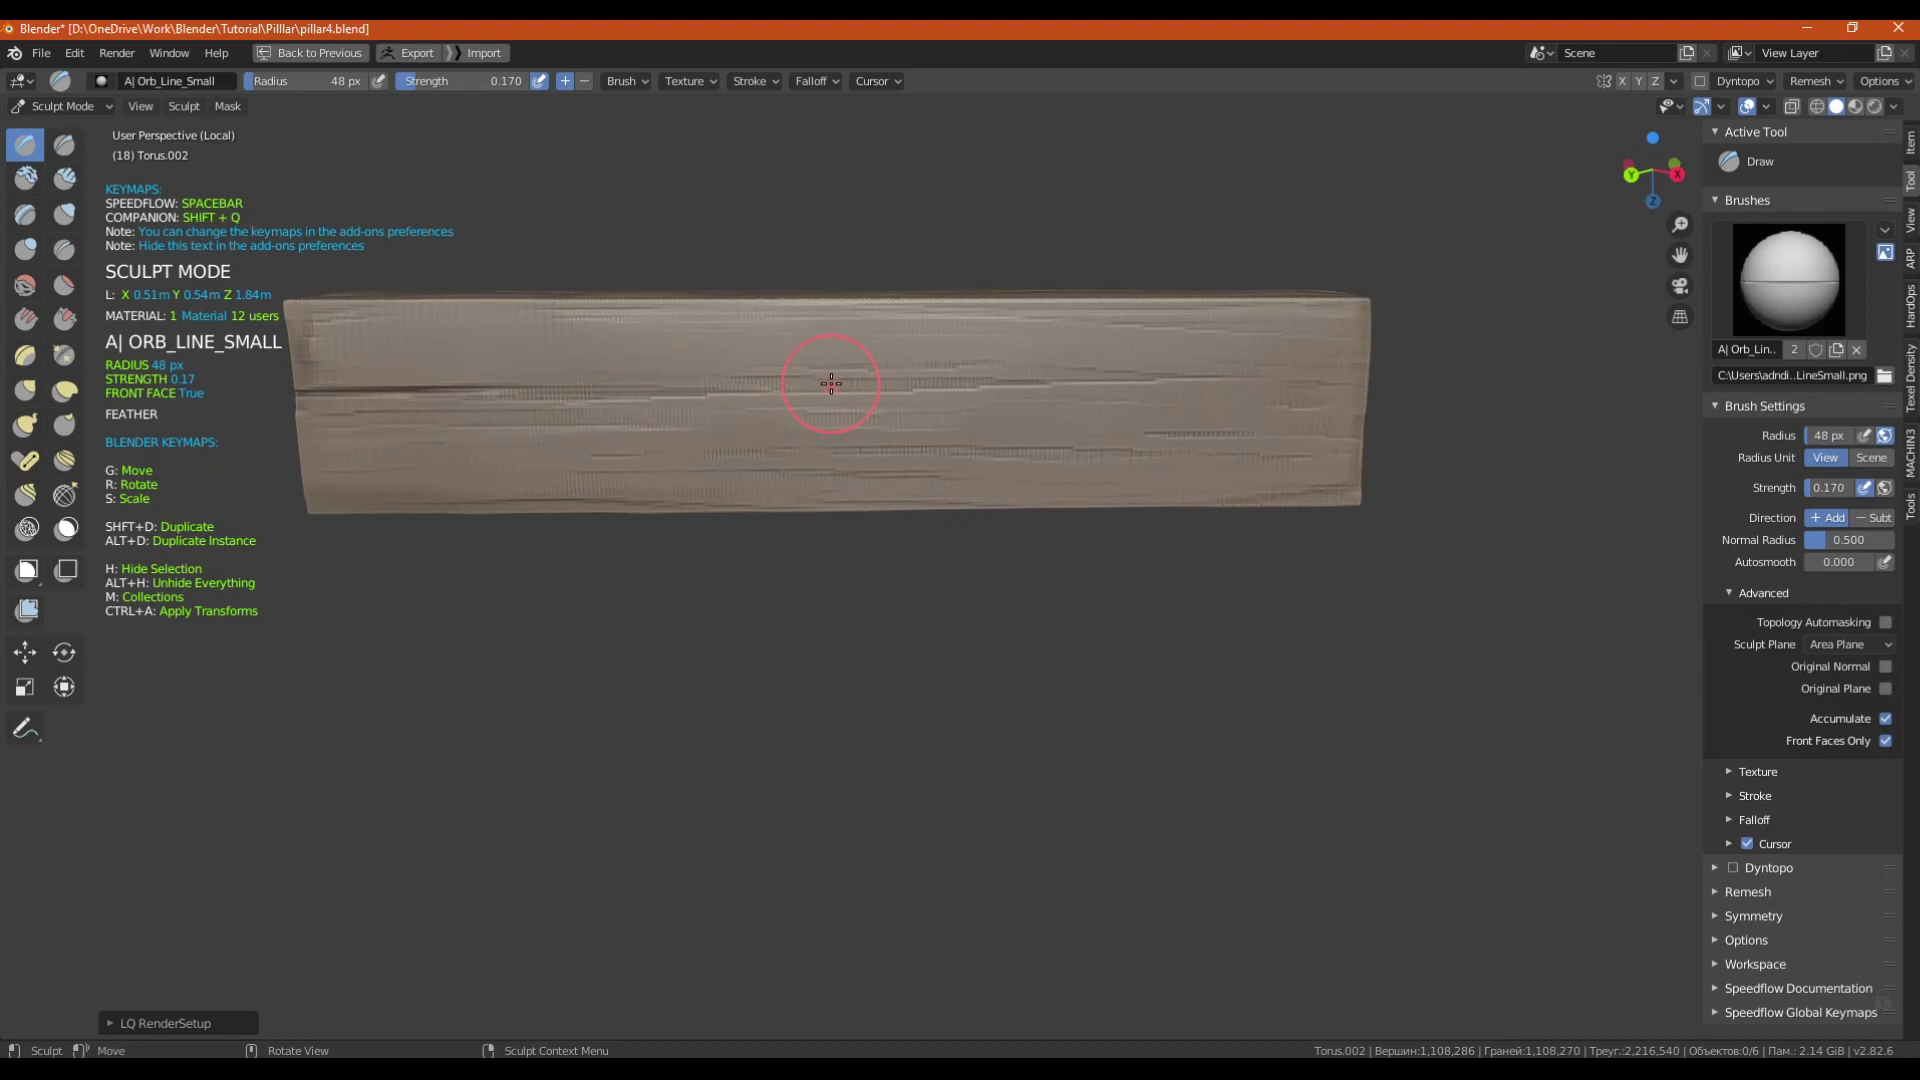 Blender* [D:\OneDrive\Work\Blender\Tutorial\Pilllar\pillar4.blend]
File Edit Render Window Help Back to Previous Export Import Scene View Layer
A| Orb_Line_Small Radius 48 px Strength 0.170 Brush Texture Stroke Falloff Cursor X Y Z Dyntopo Remesh Options
Sculpt Mode View Sculpt Mask
User Perspective (Local)
(18) Torus.002
KEYMAPS:
SPEEDFLOW: SPACEBAR
COMPANION: SHIFT + Q
Note: You can change the keymaps in the add-ons preferences
Note: Hide this text in the add-ons preferences
SCULPT MODE
L: X 0.51m Y 0.54m Z 1.84m
MATERIAL: 1 Material 12 users
A| ORB_LINE_SMALL
RADIUS 48 px
STRENGTH 0.17
FRONT FACE True
FEATHER
BLENDER KEYMAPS:
G: Move
R: Rotate
S: Scale
SHFT+D: Duplicate
ALT+D: Duplicate Instance
H: Hide Selection
ALT+H: Unhide Everything
M: Collections
CTRL+A: Apply Transforms
LQ RenderSetup
Y X Z
Active Tool
Draw
Brushes
A| Orb_Lin.. 2
C:\Users\adndi..LineSmall.png
Brush Settings
Radius 48 px
Radius Unit View Scene
Strength 0.170
Direction + Add − Subt
Normal Radius 0.500
Autosmooth 0.000
Advanced
Topology Automasking
Sculpt Plane Area Plane
Original Normal
Original Plane
Accumulate
Front Faces Only
Texture
Stroke
Falloff
Cursor
Dyntopo
Remesh
Symmetry
Options
Workspace
Speedflow Documentation
Speedflow Global Keymaps
Item
Tool
View
ARP
HardOps
Texel Density
MACHIN3
Tools
Sculpt Move Rotate View Sculpt Context Menu Torus.002 | Вершин:1,108,286 | Граней:1,108,270 | Треуг.:2,216,540 | Объектов:0/6 | Пам.: 2.14 GiB | v2.82.6